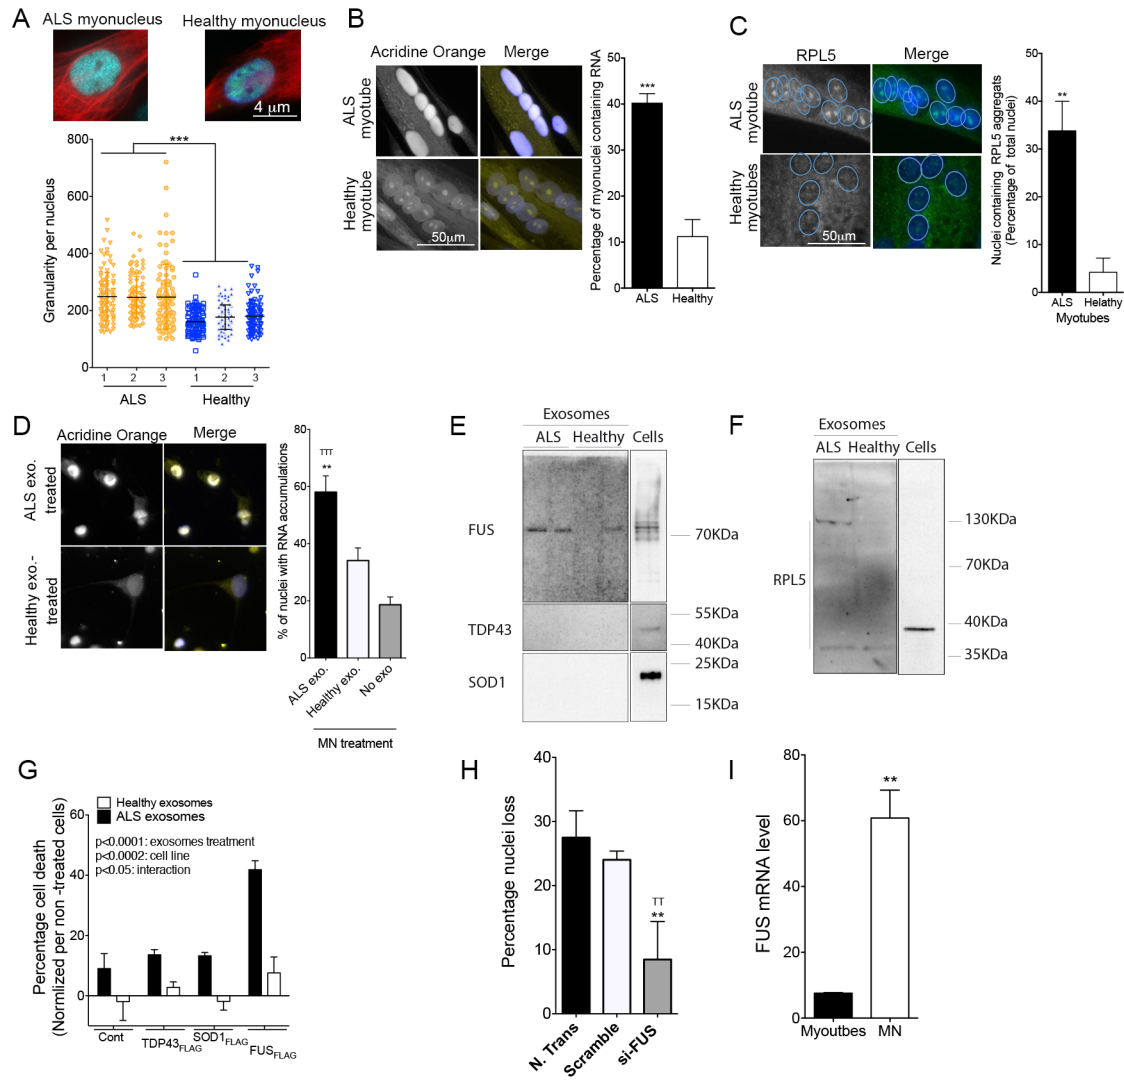 A
ALS myonucleus
Healthy myonucleus
4 μm
Granularity per nucleus
800
600
400
200
0
***
1 2 3 1 2 3
ALS Healthy
B
Acridine Orange Merge
ALS
myotube
Healthy
myotube
50μm
Percentage of myonuclei containing RNA
50
40
30
20
10
0
***
ALS Healthy
C
RPL5 Merge
ALS
myotube
Healthy
myotubes
50μm
Nuclei containing RPL5 aggregats
(Percentage of total nuclei)
50
40
30
20
10
0
**
ALS Helathy
Myotubes
D
Acridine Orange Merge
ALS exo.
treated
Healthy exo.-
treated
% of nuclei with RNA accumulations
80
60
40
20
0
TTT
**
ALS exo.
Healthy exo.
No exo
MN treatment
E
Exosomes
ALS Healthy Cells
FUS
70KDa
TDP43
55KDa
40KDa
SOD1
25KDa
15KDa
F
Exosomes
ALS Healthy Cells
RPL5
130KDa
70KDa
40KDa
35KDa
G
Percentage cell death
(Normlized per non -treated cells)
Healthy exosomes
ALS exosomes
p<0.0001: exosomes treatment
p<0.0002: cell line
p<0.05: interaction
60
40
20
0
Cont
TDP43FLAG
SOD1FLAG
FUSFLAG
H
Percentage nuclei loss
40
30
20
10
0
TT
**
N. Trans
Scramble
si-FUS
I
FUS mRNA level
80
60
40
20
0
**
Myoutbes MN